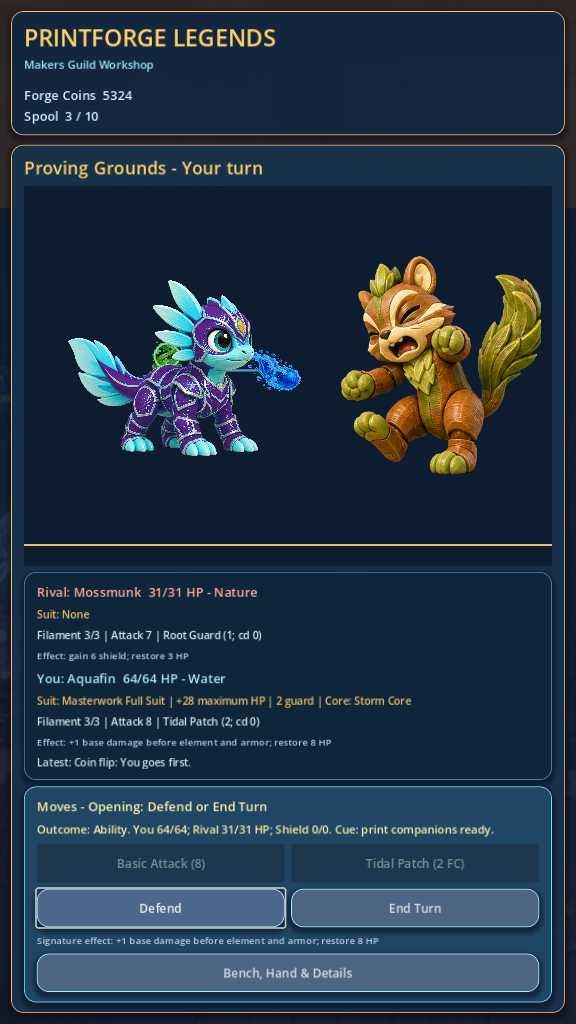 PRINTFORGE LEGENDS
Makers Guild Workshop
Forge Coins 5324
Spool 3 / 10
Proving Grounds - Your turn
Rival: Mossmunk 31/31 HP - Nature
Suit: None
Filament 3/3 | Attack 7 | Root Guard (1; cd 0)
Effect: gain 6 shield; restore 3 HP
You: Aquafin 64/64 HP - Water
Suit: Masterwork Full Suit | +28 maximum HP | 2 guard | Core: Storm Core
Filament 3/3 | Attack 8 | Tidal Patch (2; cd 0)
Effect: +1 base damage before element and armor; restore 8 HP
Latest: Coin flip: You goes first.
Moves - Opening: Defend or End Turn
Outcome: Ability. You 64/64; Rival 31/31 HP; Shield 0/0. Cue: print companions ready.
Basic Attack (8)
Tidal Patch (2 FC)
Defend
End Turn
Signature effect: +1 base damage before element and armor; restore 8 HP
Bench, Hand & Details